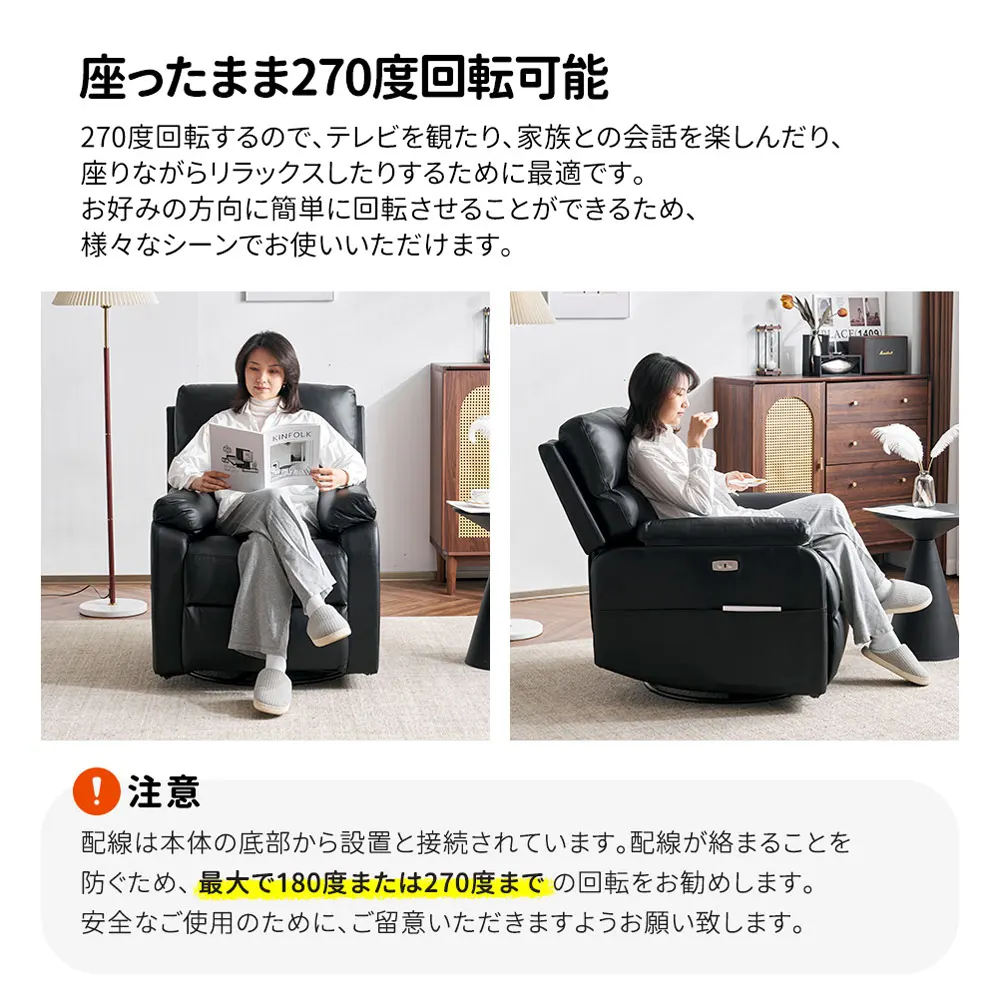 座ったまま270度回転可能
270度回転するので、テレビを観たり、家族との会話を楽しんだり、
座りながらリラックスしたりするために最適です。
お好みの方向に簡単に回転させることができるため、
様々なシーンでお使いいただけます。
KINFOLK
PLACE(1409)
Marshall
! 注意
配線は本体の底部から設置と接続されています。配線が絡まることを
防ぐため、最大で180度または270度までの回転をお勧めします。
安全なご使用のために、ご留意いただきますようお願い致します。